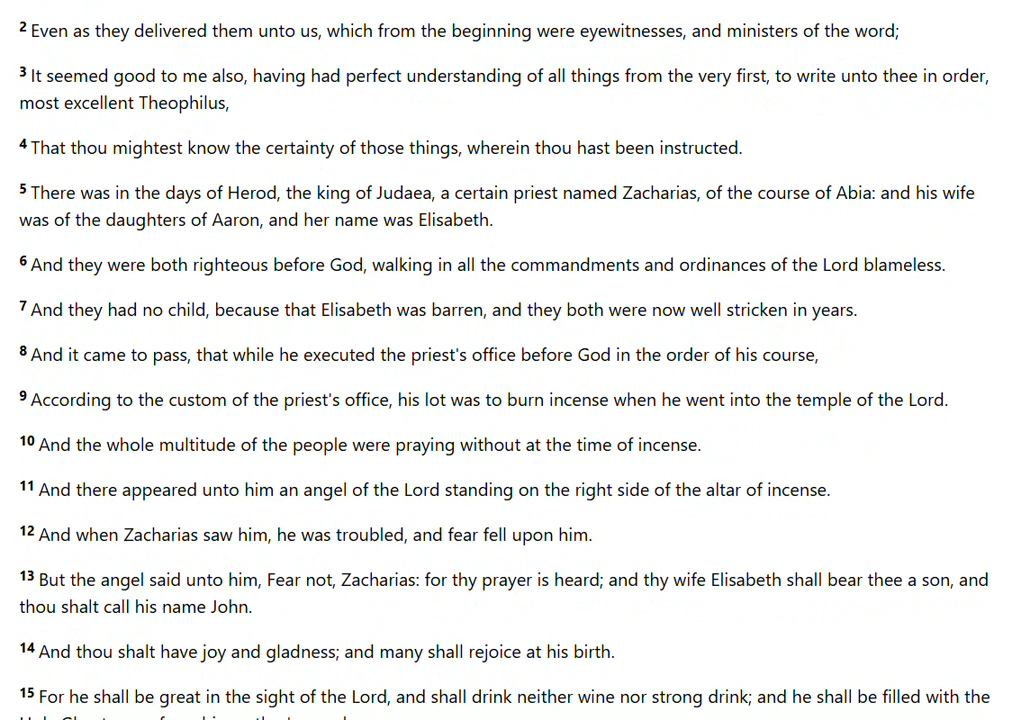 2 Even as they delivered them unto us, which from the beginning were eyewitnesses, and ministers of the word;
3 It seemed good to me also, having had perfect understanding of all things from the very first, to write unto thee in order,
most excellent Theophilus,
4 That thou mightest know the certainty of those things, wherein thou hast been instructed.
5 There was in the days of Herod, the king of Judaea, a certain priest named Zacharias, of the course of Abia: and his wife
was of the daughters of Aaron, and her name was Elisabeth.
6 And they were both righteous before God, walking in all the commandments and ordinances of the Lord blameless.
7 And they had no child, because that Elisabeth was barren, and they both were now well stricken in years.
8 And it came to pass, that while he executed the priest's office before God in the order of his course,
9 According to the custom of the priest's office, his lot was to burn incense when he went into the temple of the Lord.
10 And the whole multitude of the people were praying without at the time of incense.
11 And there appeared unto him an angel of the Lord standing on the right side of the altar of incense.
12 And when Zacharias saw him, he was troubled, and fear fell upon him.
13 But the angel said unto him, Fear not, Zacharias: for thy prayer is heard; and thy wife Elisabeth shall bear thee a son, and
thou shalt call his name John.
14 And thou shalt have joy and gladness; and many shall rejoice at his birth.
15 For he shall be great in the sight of the Lord, and shall drink neither wine nor strong drink; and he shall be filled with the